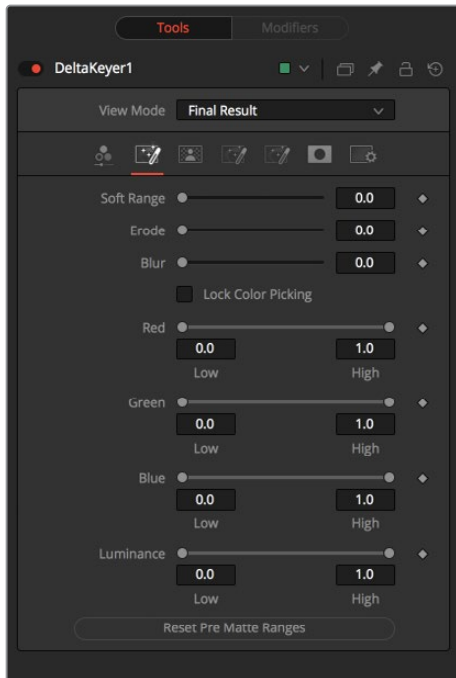 Tools Modifiers
DeltaKeyer1
View Mode Final Result
Soft Range 0.0
Erode 0.0
Blur 0.0
Lock Color Picking
Red
0.0 1.0
Low High
Green
0.0 1.0
Low High
Blue
0.0 1.0
Low High
Luminance
0.0 1.0
Low High
Reset Pre Matte Ranges